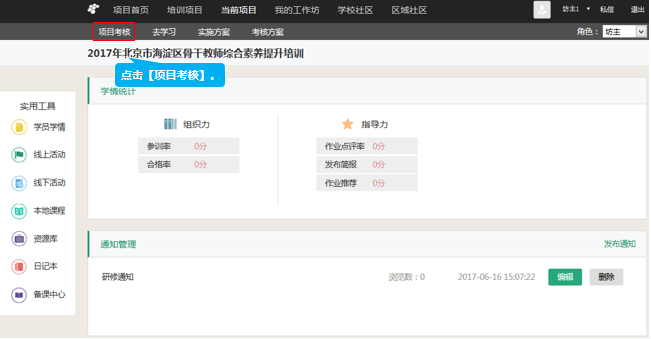 项目首页 培训项目 当前项目 我的工作坊 学校社区 区域社区 坊主1 私信 退出
项目考核 去学习 实施方案 考核方案 角色： 坊主
2017年北京市海淀区骨干教师综合素养提升培训
点击【项目考核】。
学情统计
实用工具
学员学情
线上活动
线下活动
本地课程
资源库
日记本
备课中心
组织力
参训率 0分
合格率 0分
指导力
作业点评率 0分
发布简报 0分
作业推荐 0分
通知管理 发布通知
研修通知 浏览数：0 2017-06-16 15:07:22 编辑 删除